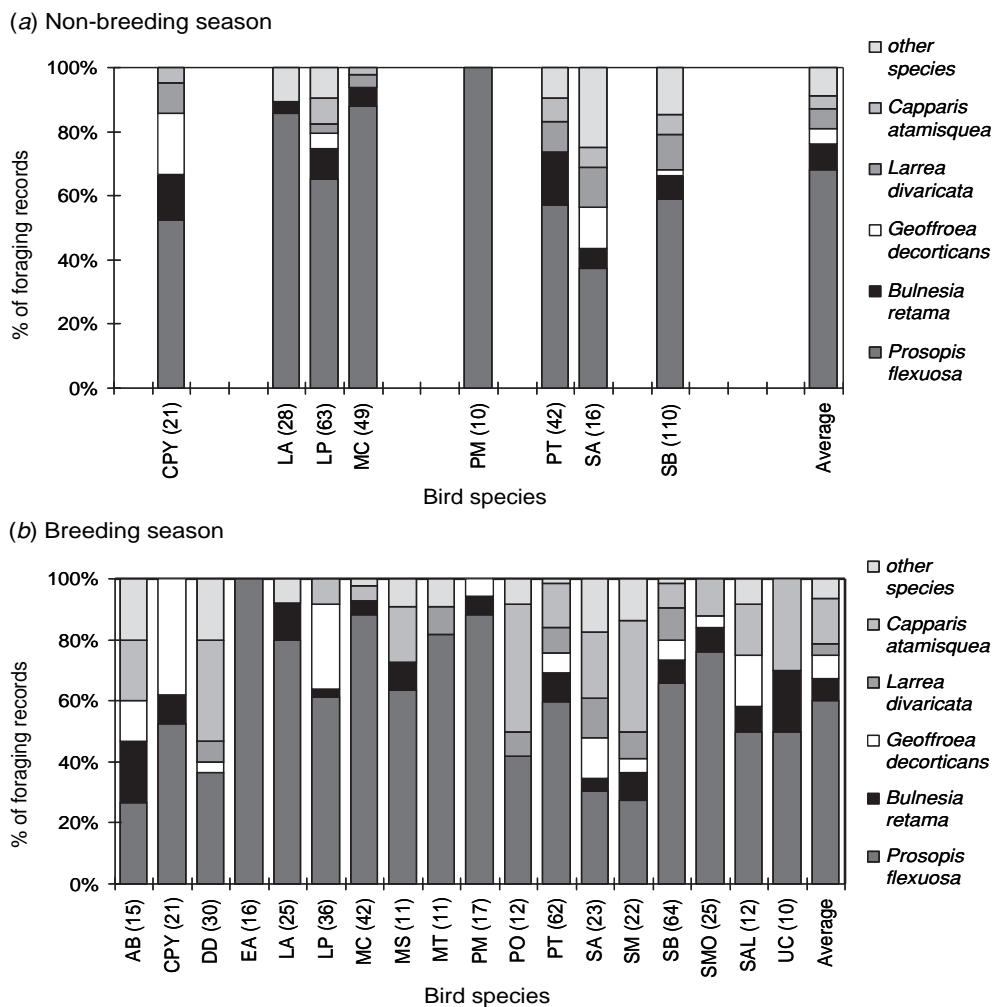 (a) Non-breeding season
100%
80%
60%
40%
20%
0%
% of foraging records
CPY (21)
LA (28)
LP (63)
MC (49)
PM (10)
PT (42)
SA (16)
SB (110)
Average
Bird species
other
species
Capparis
atamisquea
Larrea
divaricata
Geoffroea
decorticans
Bulnesia
retama
Prosopis
flexuosa
(b) Breeding season
100%
80%
60%
40%
20%
0%
% of foraging records
AB (15)
CPY (21)
DD (30)
EA (16)
LA (25)
LP (36)
MC (42)
MS (11)
MT (11)
PM (17)
PO (12)
PT (62)
SA (23)
SM (22)
SB (64)
SMO (25)
SAL (12)
UC (10)
Average
Bird species
other
species
Capparis
atamisquea
Larrea
divaricata
Geoffroea
decorticans
Bulnesia
retama
Prosopis
flexuosa